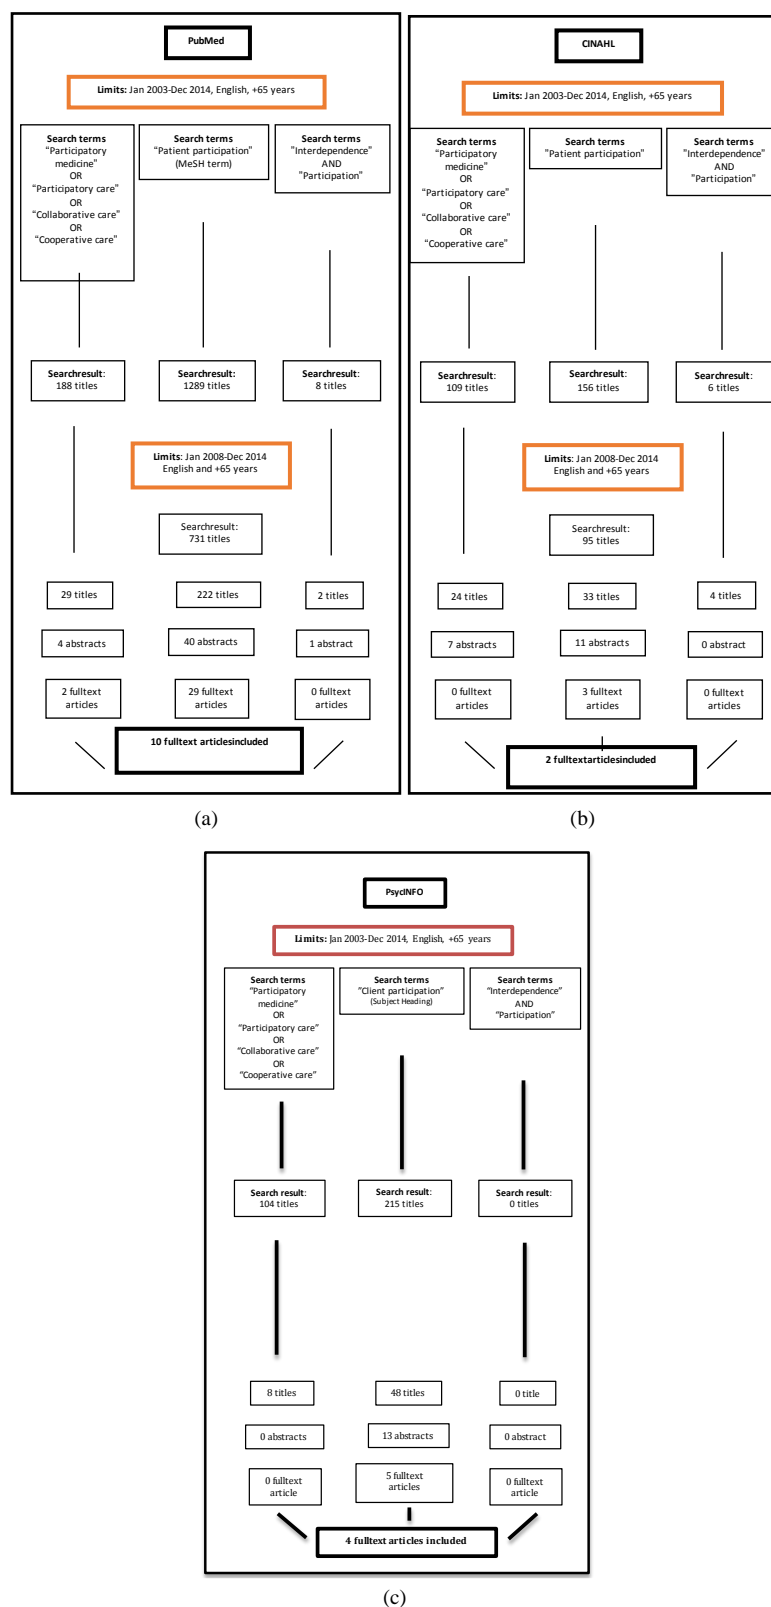 PubMed
Limits: Jan 2003-Dec 2014, English, +65 years
Search terms
"Participatory
medicine"
OR
"Participatory care"
OR
"Collaborative care"
OR
"Cooperative care"
Search terms
"Patient participation"
(MeSH term)
Search terms
"Interdependence"
AND
"Participation"
Searchresult:
188 titles
Searchresult:
1289 titles
Searchresult:
8 titles
Limits: Jan 2008-Dec 2014
English and +65 years
Searchresult:
731 titles
29 titles
222 titles
2 titles
4 abstracts
40 abstracts
1 abstract
2 fulltext
articles
29 fulltext
articles
0 fulltext
articles
10 fulltext articlesincluded
(a)
CINAHL
Limits: Jan 2003-Dec 2014, English, +65 years
Search terms
"Participatory
medicine"
OR
"Participatory care"
OR
"Collaborative care"
OR
"Cooperative care"
Search terms
"Patient participation"
Search terms
"Interdependence"
AND
"Participation"
Searchresult:
109 titles
Searchresult:
156 titles
Searchresult:
6 titles
Limits: Jan 2008-Dec 2014
English and +65 years
Searchresult:
95 titles
24 titles
33 titles
4 titles
7 abstracts
11 abstracts
0 abstract
0 fulltext
articles
3 fulltext
articles
0 fulltext
articles
2 fulltextarticlesincluded
(b)
PsycINFO
Limits: Jan 2003-Dec 2014, English, +65 years
Search terms
"Participatory
medicine"
OR
"Participatory care"
OR
"Collaborative care"
OR
"Cooperative care"
Search terms
"Client participation"
(Subject Heading)
Search terms
"Interdependence"
AND
"Participation"
Search result:
104 titles
Search result:
215 titles
Search result:
0 titles
8 titles
48 titles
0 title
0 abstracts
13 abstracts
0 abstract
0 fulltext
article
5 fulltext
articles
0 fulltext
article
4 fulltext articles included
(c)